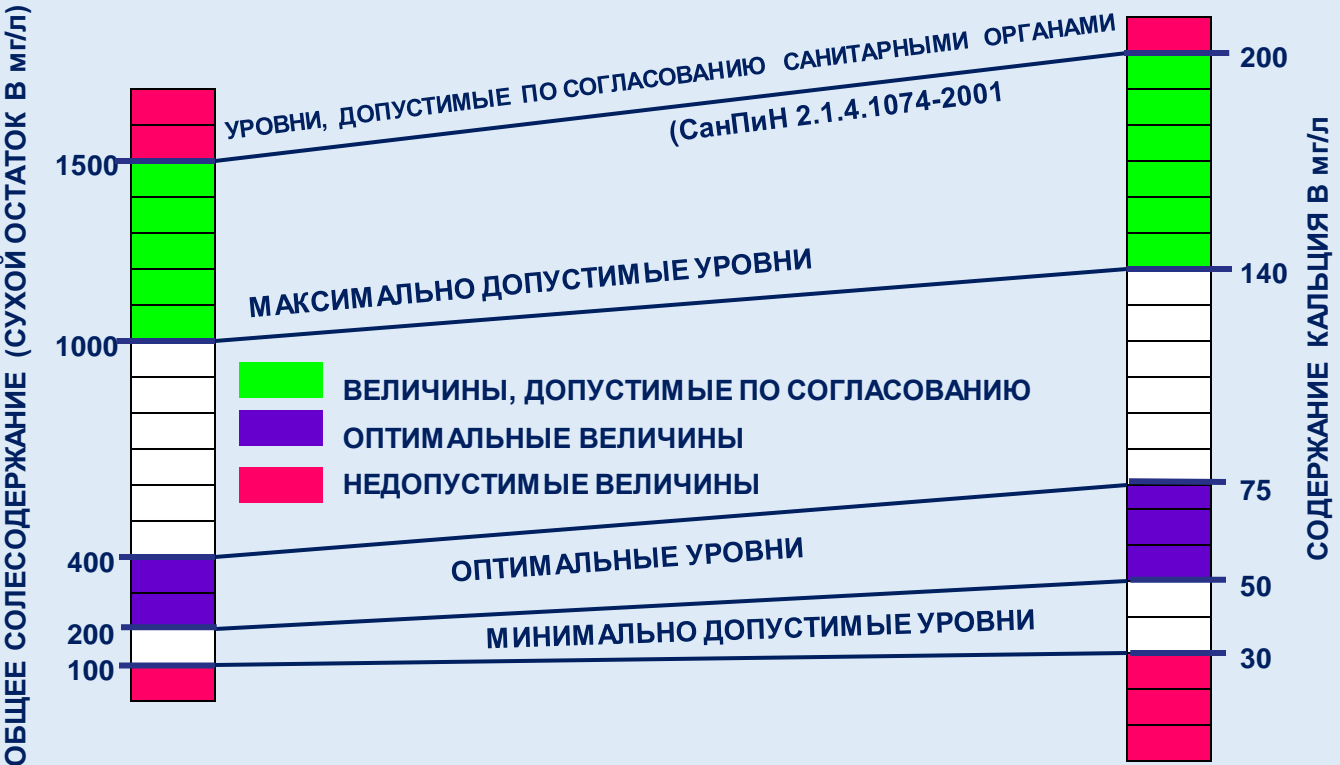 ОБЩЕЕ СОЛЕСОДЕРЖАНИЕ (СУХОЙ ОСТАТОК В мг/л)
УРОВНИ, ДОПУСТИМЫЕ ПО СОГЛАСОВАНИЮ САНИТАРНЫМИ ОРГАНАМИ
(СанПиН 2.1.4.1074-2001
1500
1000
400
200
100
МАКСИМАЛЬНО ДОПУСТИМЫЕ УРОВНИ
ВЕЛИЧИНЫ, ДОПУСТИМЫЕ ПО СОГЛАСОВАНИЮ
ОПТИМАЛЬНЫЕ ВЕЛИЧИНЫ
НЕДОПУСТИМЫЕ ВЕЛИЧИНЫ
ОПТИМАЛЬНЫЕ УРОВНИ
МИНИМАЛЬНО ДОПУСТИМЫЕ УРОВНИ
200
140
75
50
30
СОДЕРЖАНИЕ КАЛЬЦИЯ В мг/л